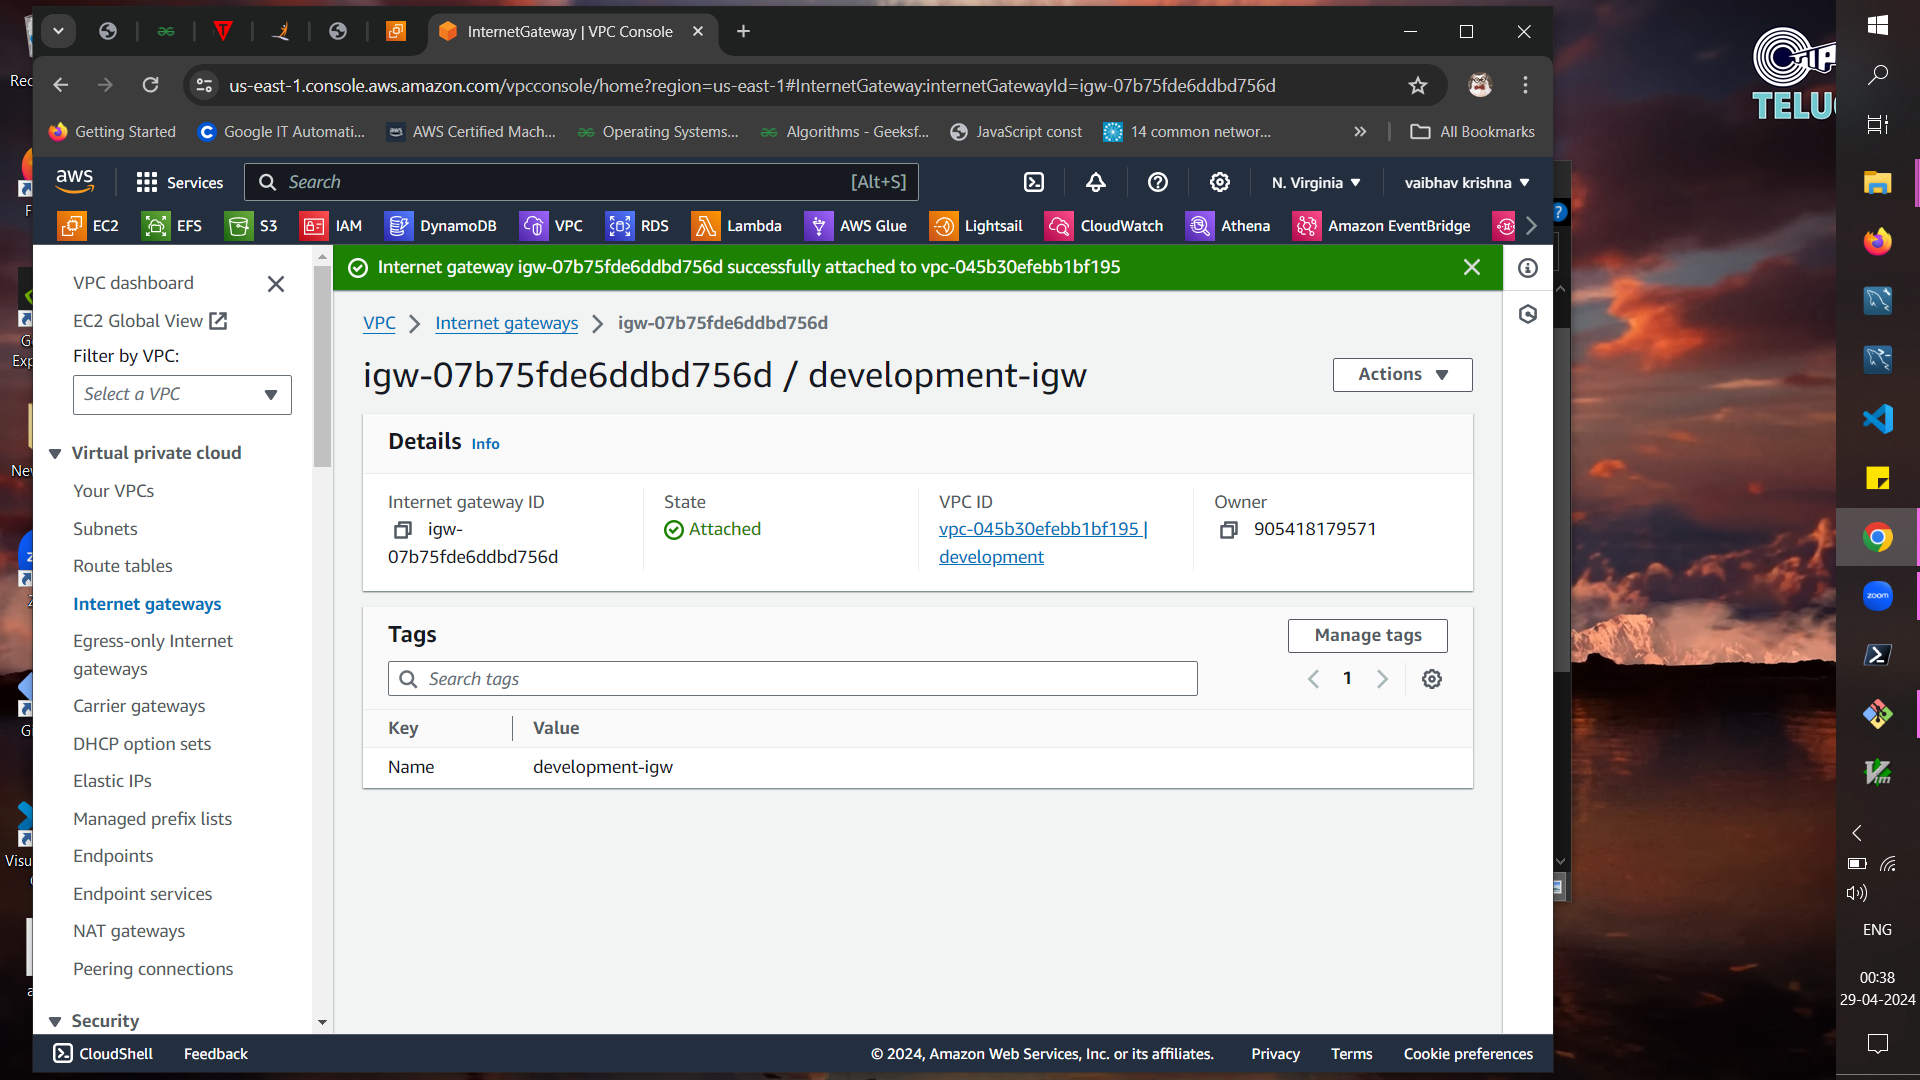 InternetGateway | VPC Console
us-east-1.console.aws.amazon.com/vpcconsole/home?region=us-east-1#InternetGateway:internetGatewayId=igw-07b75fde6ddbd756d
Getting Started
Google IT Automati...
AWS Certified Mach...
Operating Systems...
Algorithms - Geeksf...
JavaScript const
14 common networ...
All Bookmarks
aws
Services
Search
[Alt+S]
N. Virginia
vaibhav krishna
EC2
EFS
S3
IAM
DynamoDB
VPC
RDS
Lambda
AWS Glue
Lightsail
CloudWatch
Athena
Amazon EventBridge
VPC dashboard
EC2 Global View
Filter by VPC:
Select a VPC
Virtual private cloud
Your VPCs
Subnets
Route tables
Internet gateways
Egress-only Internet
gateways
Carrier gateways
DHCP option sets
Elastic IPs
Managed prefix lists
Endpoints
Endpoint services
NAT gateways
Peering connections
Security
Internet gateway igw-07b75fde6ddbd756d successfully attached to vpc-045b30efebb1bf195
VPC
Internet gateways
igw-07b75fde6ddbd756d
igw-07b75fde6ddbd756d / development-igw
Actions
Details Info
Internet gateway ID
igw-
07b75fde6ddbd756d
State
Attached
VPC ID
vpc-045b30efebb1bf195 |
development
Owner
905418179571
Tags
Manage tags
Search tags
1
Key
Value
Name
development-igw
CloudShell
Feedback
© 2024, Amazon Web Services, Inc. or its affiliates.
Privacy
Terms
Cookie preferences
zoom
ENG
00:38
29-04-2024